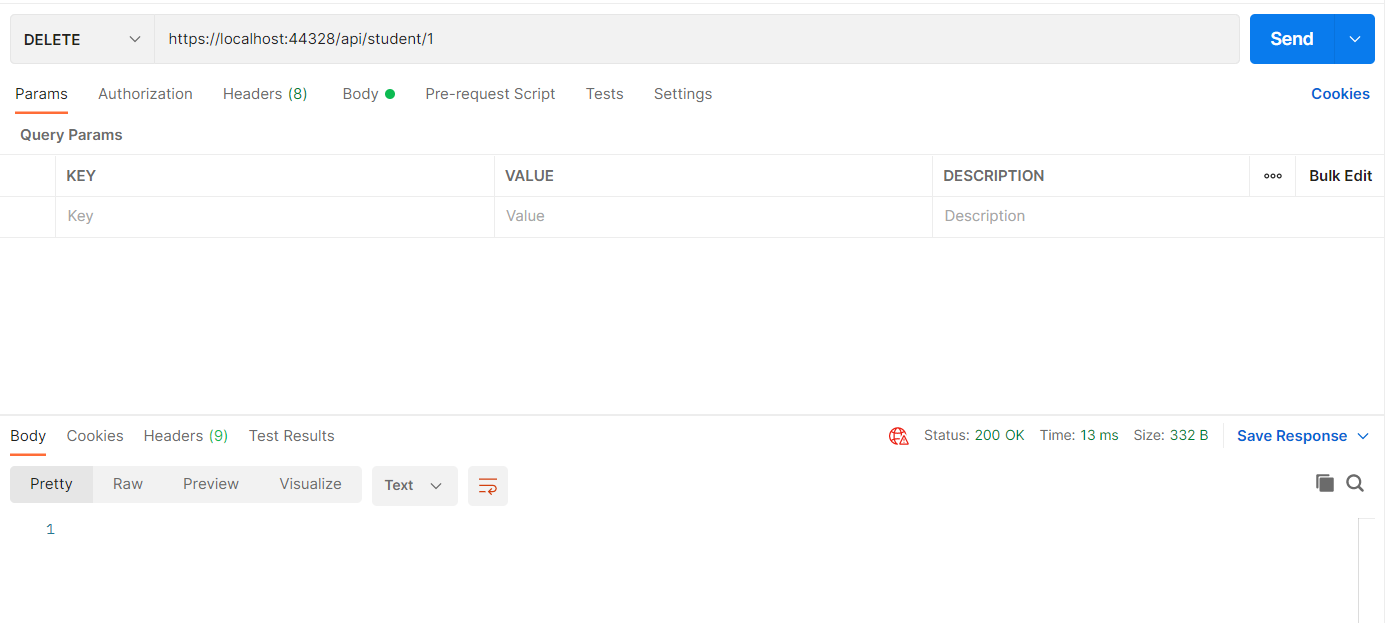 DELETE https://localhost:44328/api/student/1 Send
Params Authorization Headers (8) Body Pre-request Script Tests Settings Cookies
Query Params
KEY VALUE DESCRIPTION Bulk Edit
Key Value Description
Body Cookies Headers (9) Test Results Status: 200 OK Time: 13 ms Size: 332 B Save Response
Pretty Raw Preview Visualize Text
1